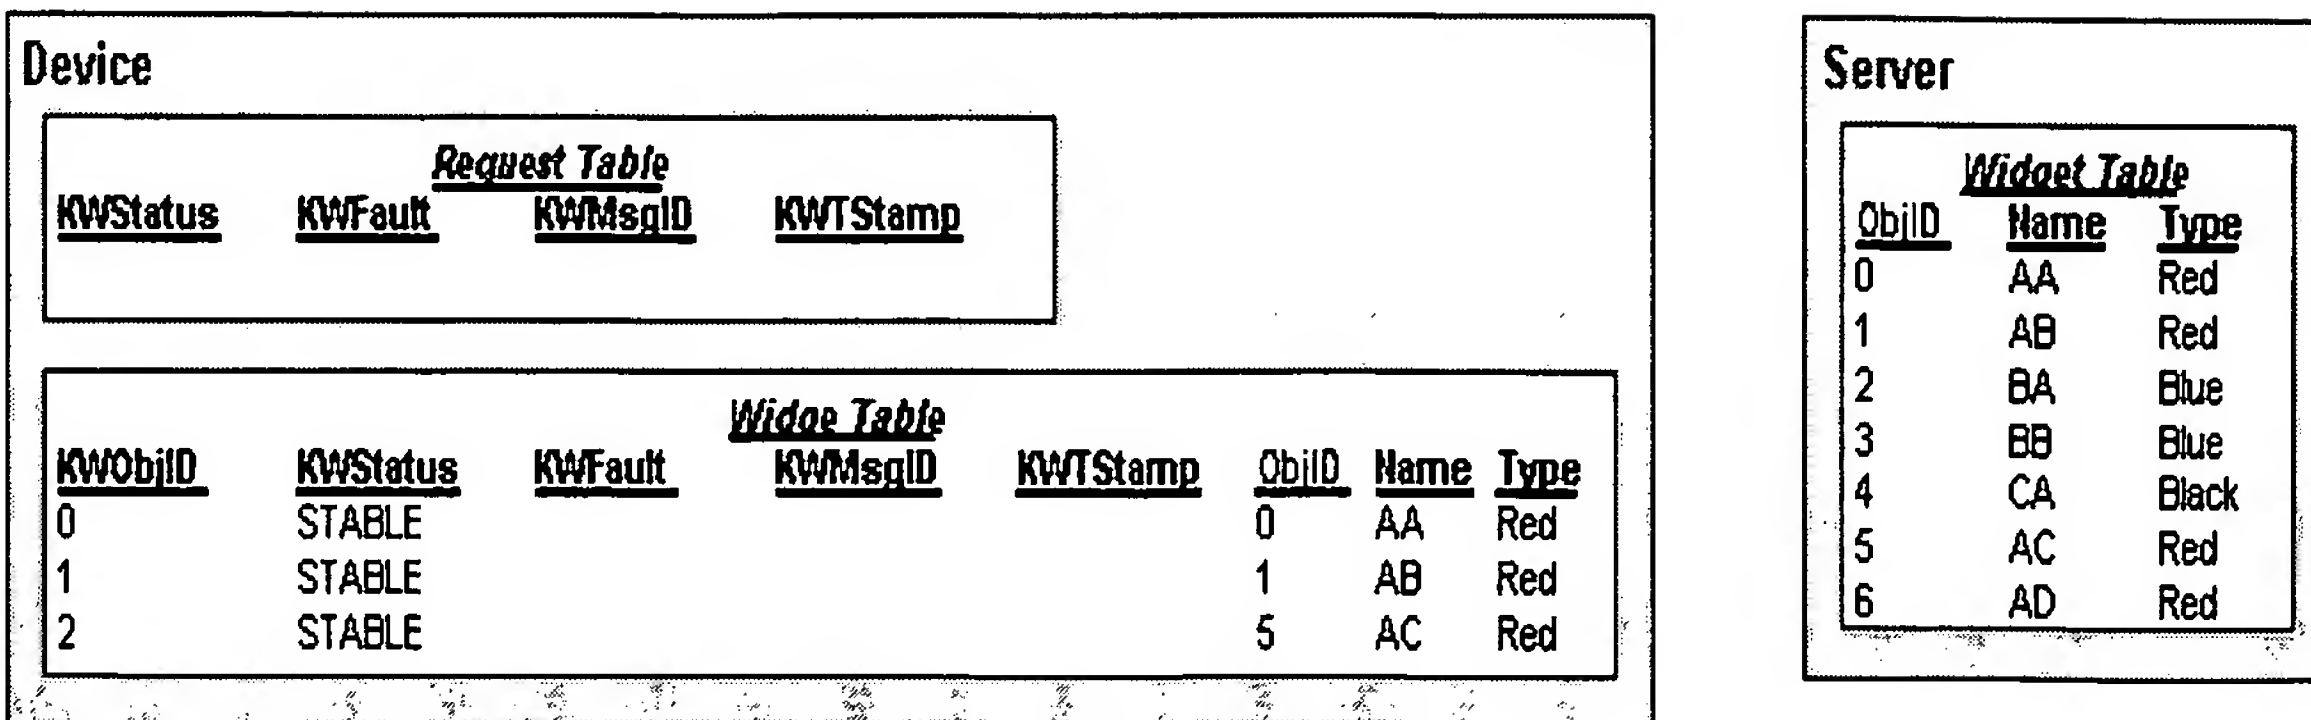 Device
Request Table
KWStatus KWFault KWMsgID KWTStamp
Widge Table
KWObjID KWStatus KWFault KWMsgID KWTStamp ObjID Name Type
0 STABLE 0 AA Red
1 STABLE 1 AB Red
2 STABLE 5 AC Red
Server
Widget Table
ObjID Name Type
0 AA Red
1 AB Red
2 BA Blue
3 BB Blue
4 CA Black
5 AC Red
6 AD Red